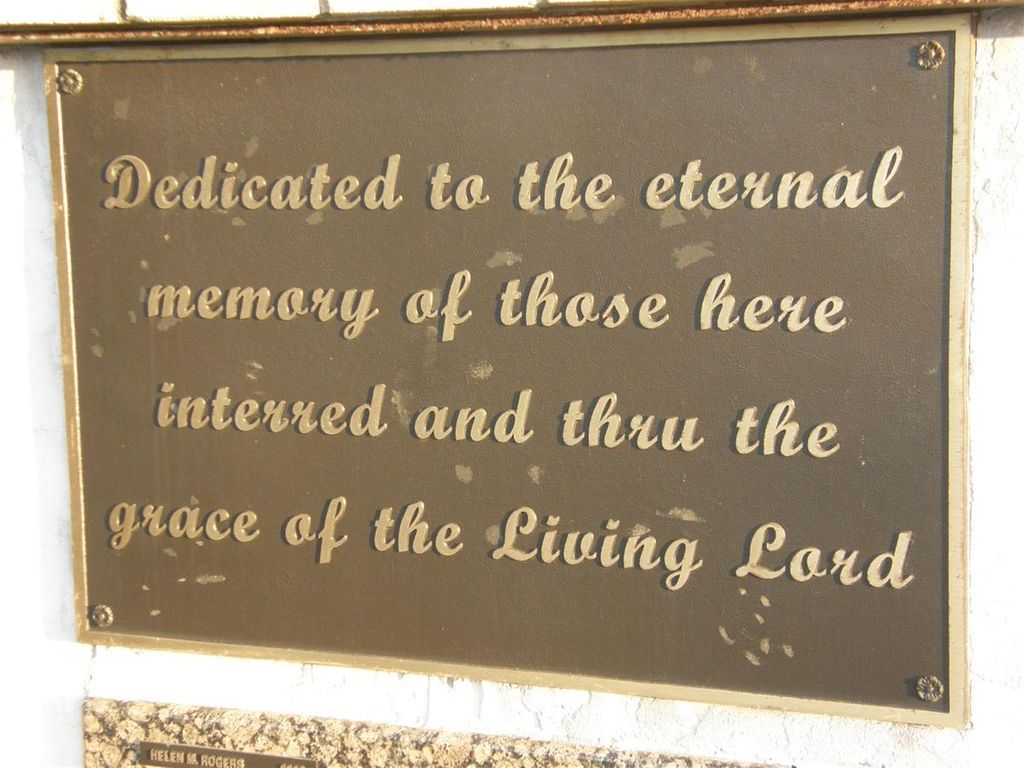 Dedicated to the eternal
memory of those here
interred and thru the
grace of the Living Lord
HELEN M. ROGERS